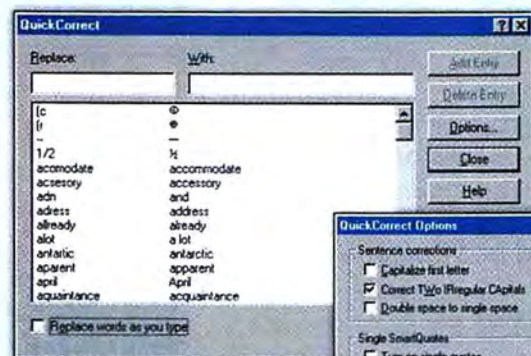 QuickCorrect
Replace: With:
Add Entry
Delete Entry
Options...
Close
Help
(c ©
(r ®
-- —
1/2 ½
acomodate accommodate
acsesory accessory
adn and
adress address
allready already
alot a lot
antartic antarctic
aparent apparent
april April
aquaintance acquaintance
Replace words as you type
QuickCorrect Options
Sentence corrections
Capitalize first letter
Correct TWo IRregular CApitals
Double space to single space
Single SmartQuotes